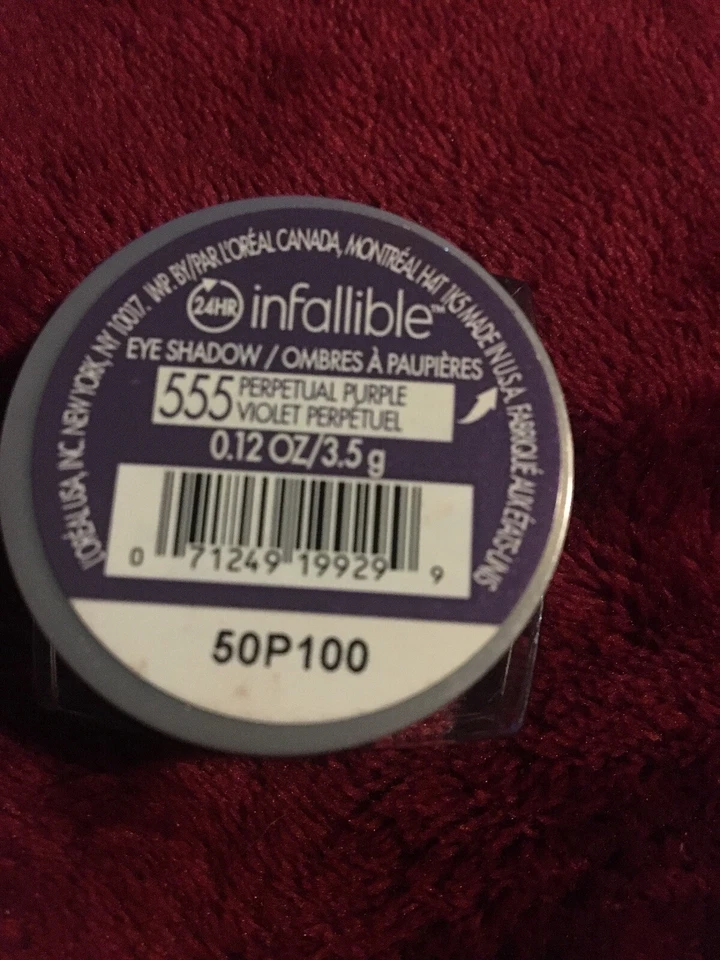 L'ORÉAL USA, INC. NEW YORK, NY 10017. IMP. BY/PAR L'ORÉAL CANADA, MONTRÉAL H4T 1K5 MADE IN U.S.A. FABRIQUÉ AUX ÉTATS-UNIS
24HR infallible™
EYE SHADOW / OMBRES À PAUPIÈRES
555 PERPETUAL PURPLE
VIOLET PERPÉTUEL
0.12 OZ/3.5 g
0 71249 19929 9
50P100